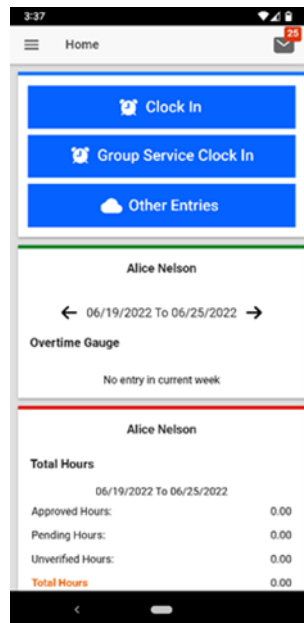 3:37
Home
25
Clock In
Group Service Clock In
Other Entries
Alice Nelson
06/19/2022 To 06/25/2022
Overtime Gauge
No entry in current week
Alice Nelson
Total Hours
06/19/2022 To 06/25/2022
Approved Hours: 0.00
Pending Hours: 0.00
Unverified Hours: 0.00
Total Hours 0.00